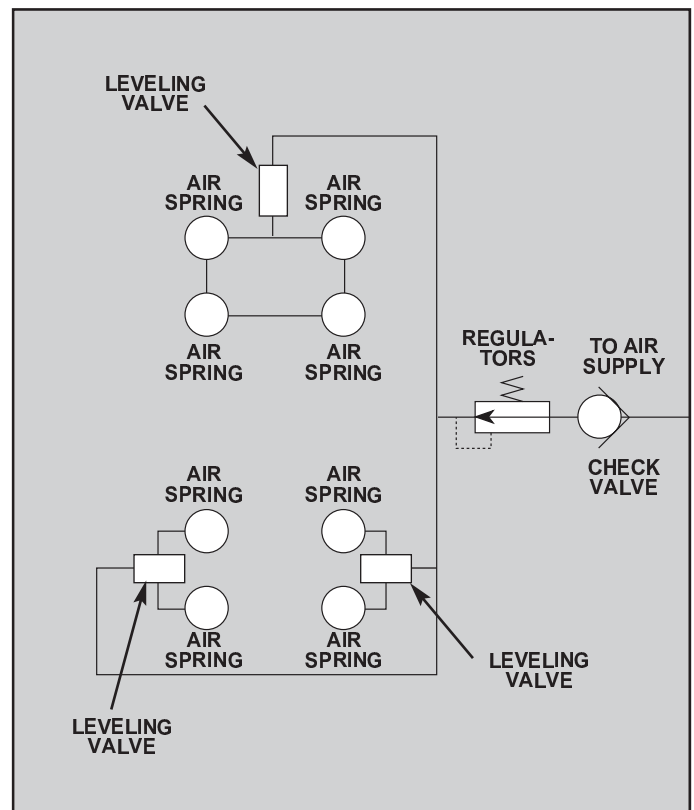 LEVELING
VALVE
AIR
SPRING
AIR
SPRING
AIR
SPRING
AIR
SPRING
REGULA-
TORS
TO AIR
SUPPLY
CHECK
VALVE
AIR
SPRING
AIR
SPRING
AIR
SPRING
AIR
SPRING
LEVELING
VALVE
LEVELING
VALVE